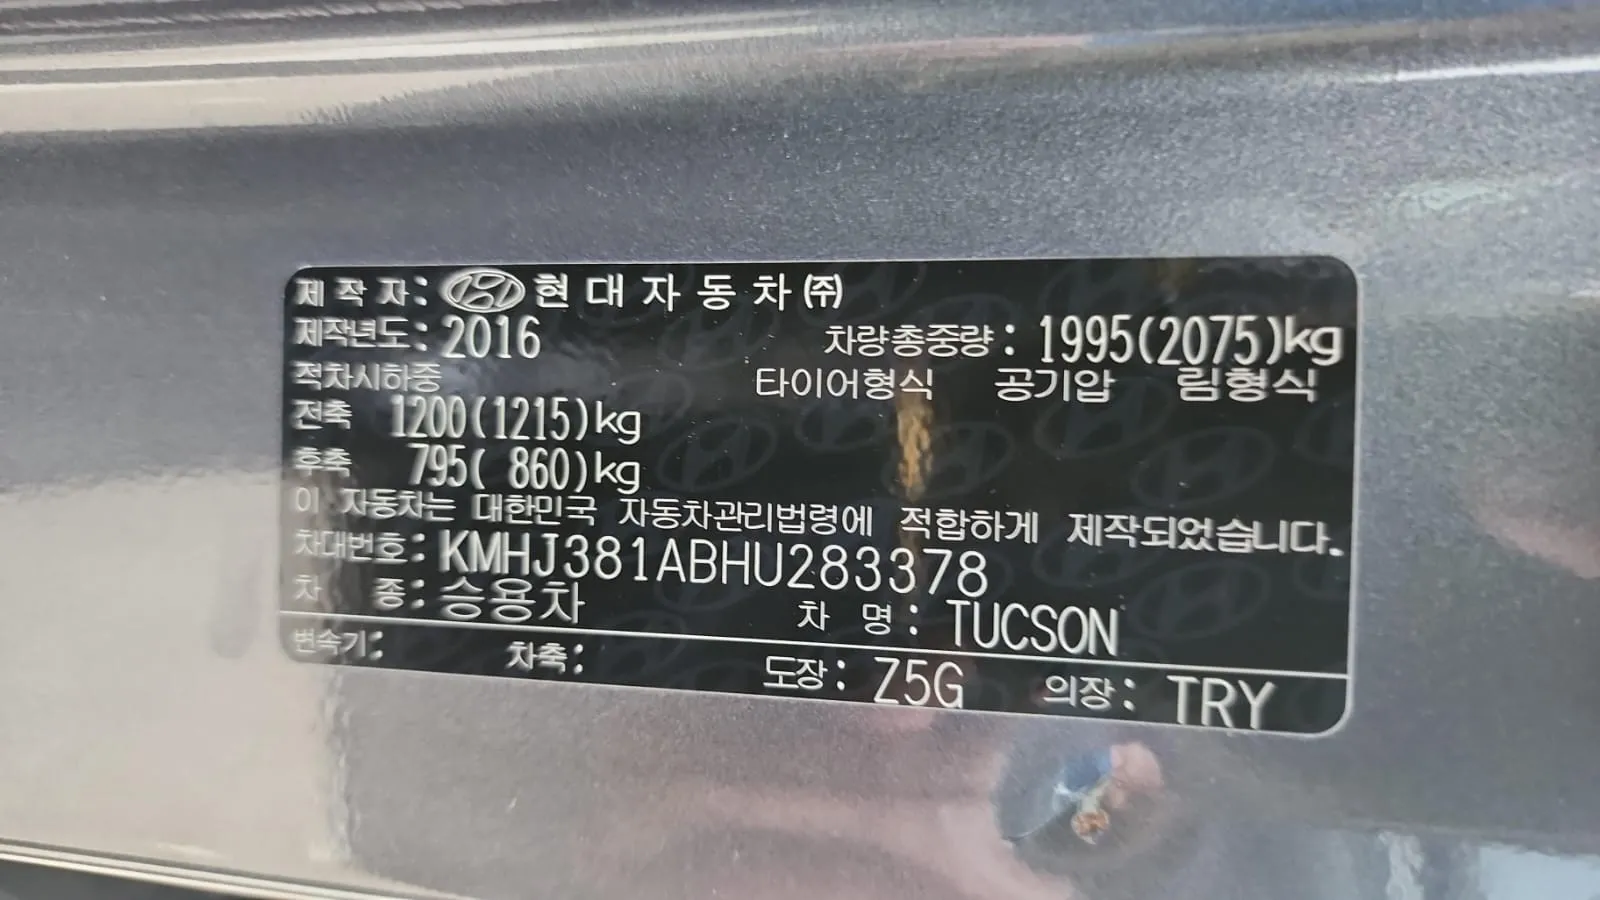 제 작 자: 현 대 자 동 차 ㈜
제작년도: 2016 차량총중량: 1995(2075)kg
적차시하중 타이어형식 공기압 림형식
전축 1200(1215)kg
후축 795( 860)kg
이 자동차는 대한민국 자동차관리법령에 적합하게 제작되었습니다.
차대번호: KMHJ381ABHU283378
차 종: 승용차 차 명: TUCSON
변속기: 차축: 도장: Z5G 의장: TRY